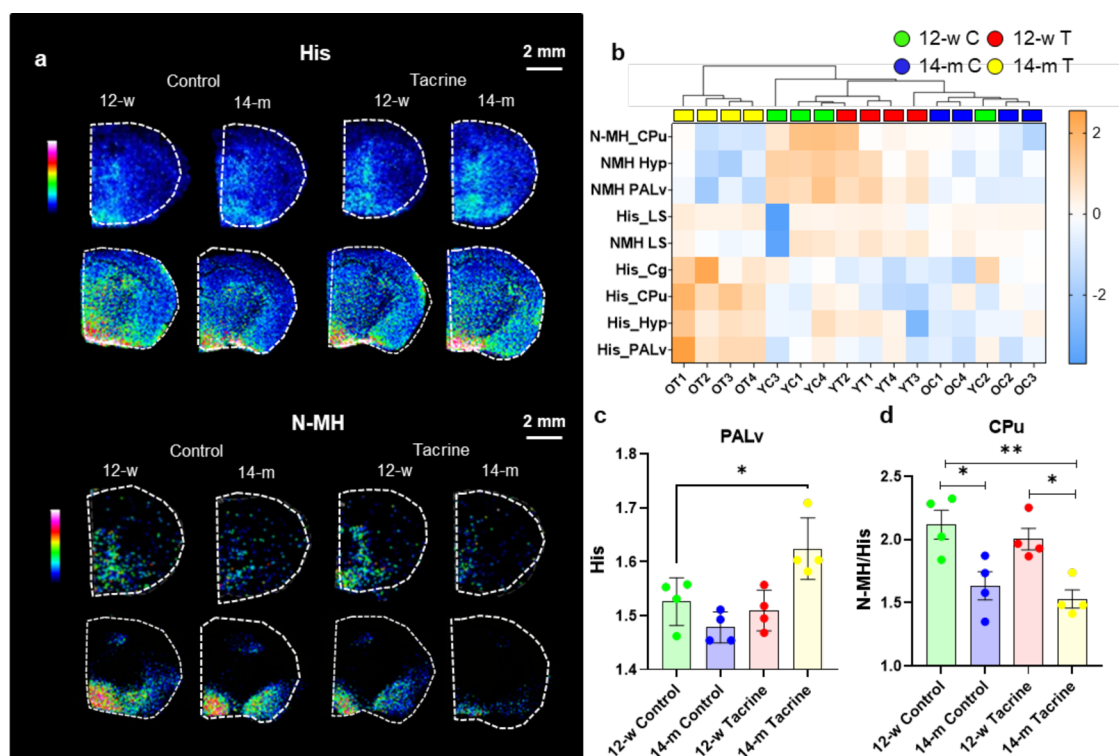 a
His
2 mm
Control
Tacrine
12-w
14-m
12-w
14-m
N-MH
2 mm
Control
Tacrine
12-w
14-m
12-w
14-m
b
12-w C
12-w T
14-m C
14-m T
N-MH_CPu
NMH Hyp
NMH PALv
His_LS
NMH LS
His_Cg
His_CPu
His_Hyp
His_PALv
OT1 OT2 OT3 OT4 YC3 YC1 YC4 YT2 YT1 YT4 YT3 OC1 OC4 YC2 OC2 OC3
2
0
-2
c
PALv
1.8
1.7
1.6
1.5
1.4
His
*
12-w Control
14-m Control
12-w Tacrine
14-m Tacrine
d
CPu
2.5
2.0
1.5
1.0
N-MH/His
**
*
*
12-w Control
14-m Control
12-w Tacrine
14-m Tacrine